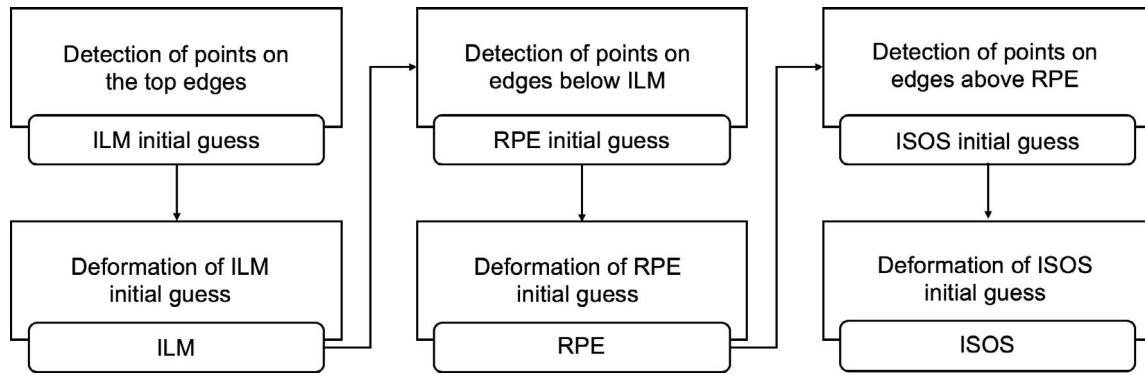 Detection of points on
the top edges
ILM initial guess
Deformation of ILM
initial guess
ILM
Detection of points on
edges below ILM
RPE initial guess
Deformation of RPE
initial guess
RPE
Detection of points on
edges above RPE
ISOS initial guess
Deformation of ISOS
initial guess
ISOS